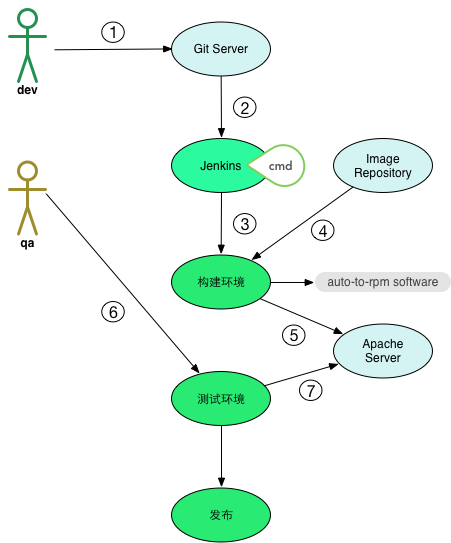 ①
Git Server
dev
②
Jenkins
cmd
Image
Repository
③
④
qa
构建环境
auto-to-rpm software
⑥
⑤
Apache
Server
⑦
测试环境
发布